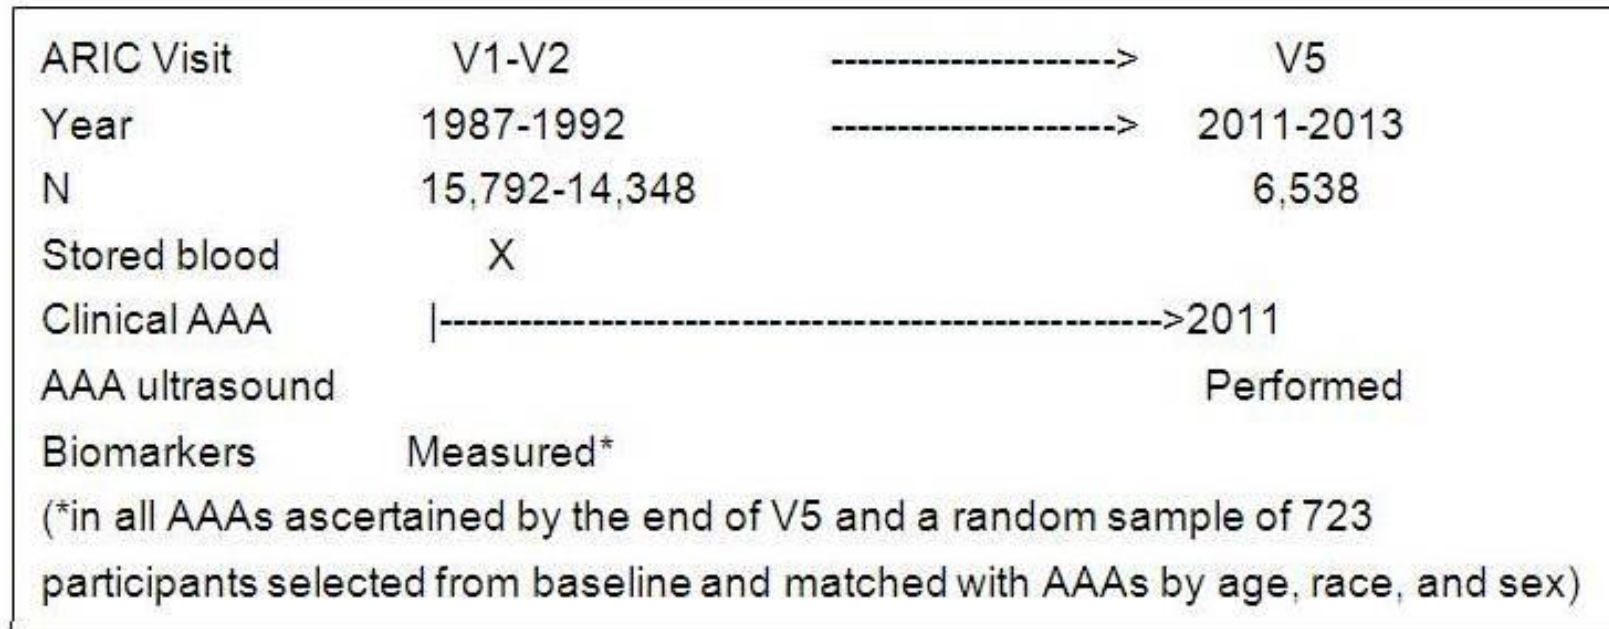 ARIC Visit V1-V2 ---------------------> V5
Year 1987-1992 ---------------------> 2011-2013
N 15,792-14,348 6,538
Stored blood X
Clinical AAA |------------------------------------------------------>2011
AAA ultrasound Performed
Biomarkers Measured*
(*in all AAAs ascertained by the end of V5 and a random sample of 723
participants selected from baseline and matched with AAAs by age, race, and sex)